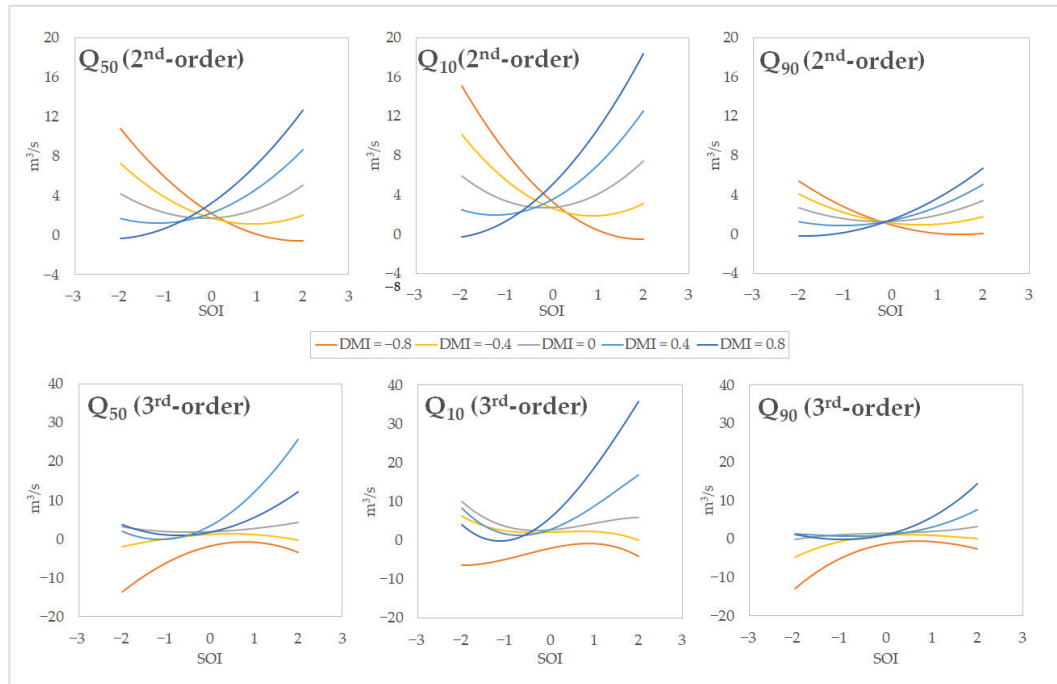 Q50 (2nd-order)
m3/s
20
16
12
8
4
0
−4
−3 −2 −1 0 1 2 3
SOI
Q10(2nd-order)
m3/s
20
16
12
8
4
0
−4
−8
−3 −2 −1 0 1 2 3
SOI
Q90 (2nd-order)
m3/s
20
16
12
8
4
0
−4
−3 −2 −1 0 1 2 3
SOI
DMI = −0.8 DMI = −0.4 DMI = 0 DMI = 0.4 DMI = 0.8
Q50 (3rd-order)
m3/s
40
30
20
10
0
−10
−20
−3 −2 −1 0 1 2 3
SOI
Q10 (3rd-order)
m3/s
40
30
20
10
0
−10
−20
−3 −2 −1 0 1 2 3
SOI
Q90 (3rd-order)
m3/s
40
30
20
10
0
−10
−20
−3 −2 −1 0 1 2 3
SOI